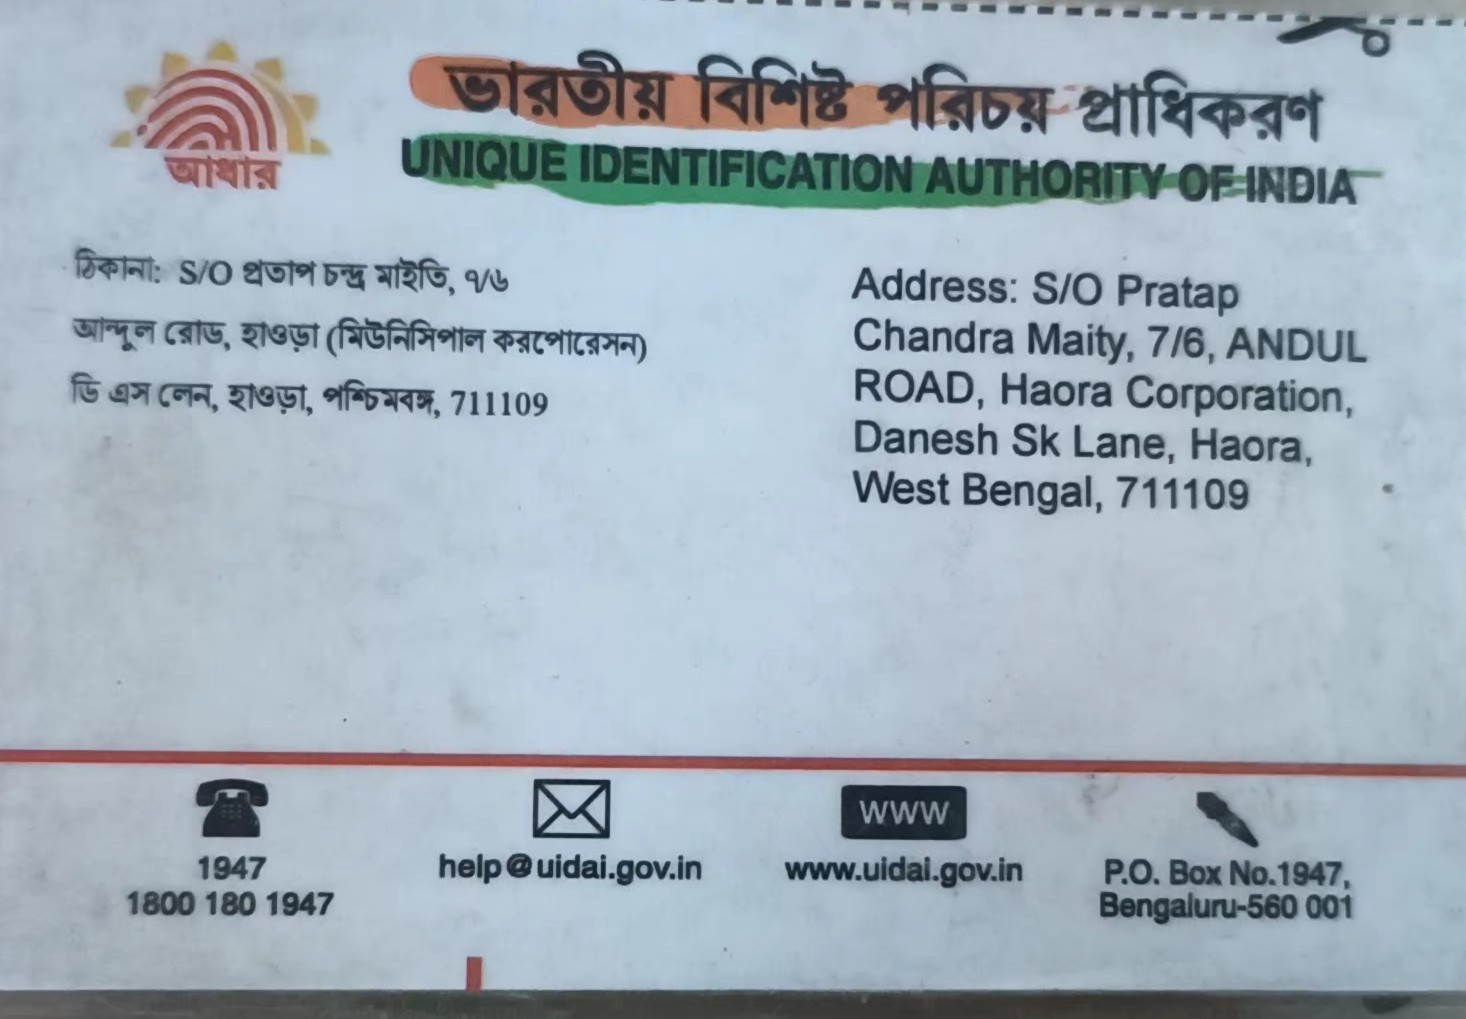 ভারতীয় বিশিষ্ট পরিচয় প্রাধিকরণ
UNIQUE IDENTIFICATION AUTHORITY OF INDIA
আধার
ঠিকানা: S/O প্রতাপ চন্দ্র মাইতি, ৭/৬
আন্দুল রোড, হাওড়া (মিউনিসিপাল করপোরেসন)
ডি এস লেন, হাওড়া, পশ্চিমবঙ্গ, 711109
Address: S/O Pratap
Chandra Maity, 7/6, ANDUL
ROAD, Haora Corporation,
Danesh Sk Lane, Haora,
West Bengal, 711109
1947
1800 180 1947
help@uidai.gov.in
www
www.uidai.gov.in
P.O. Box No.1947,
Bengaluru-560 001